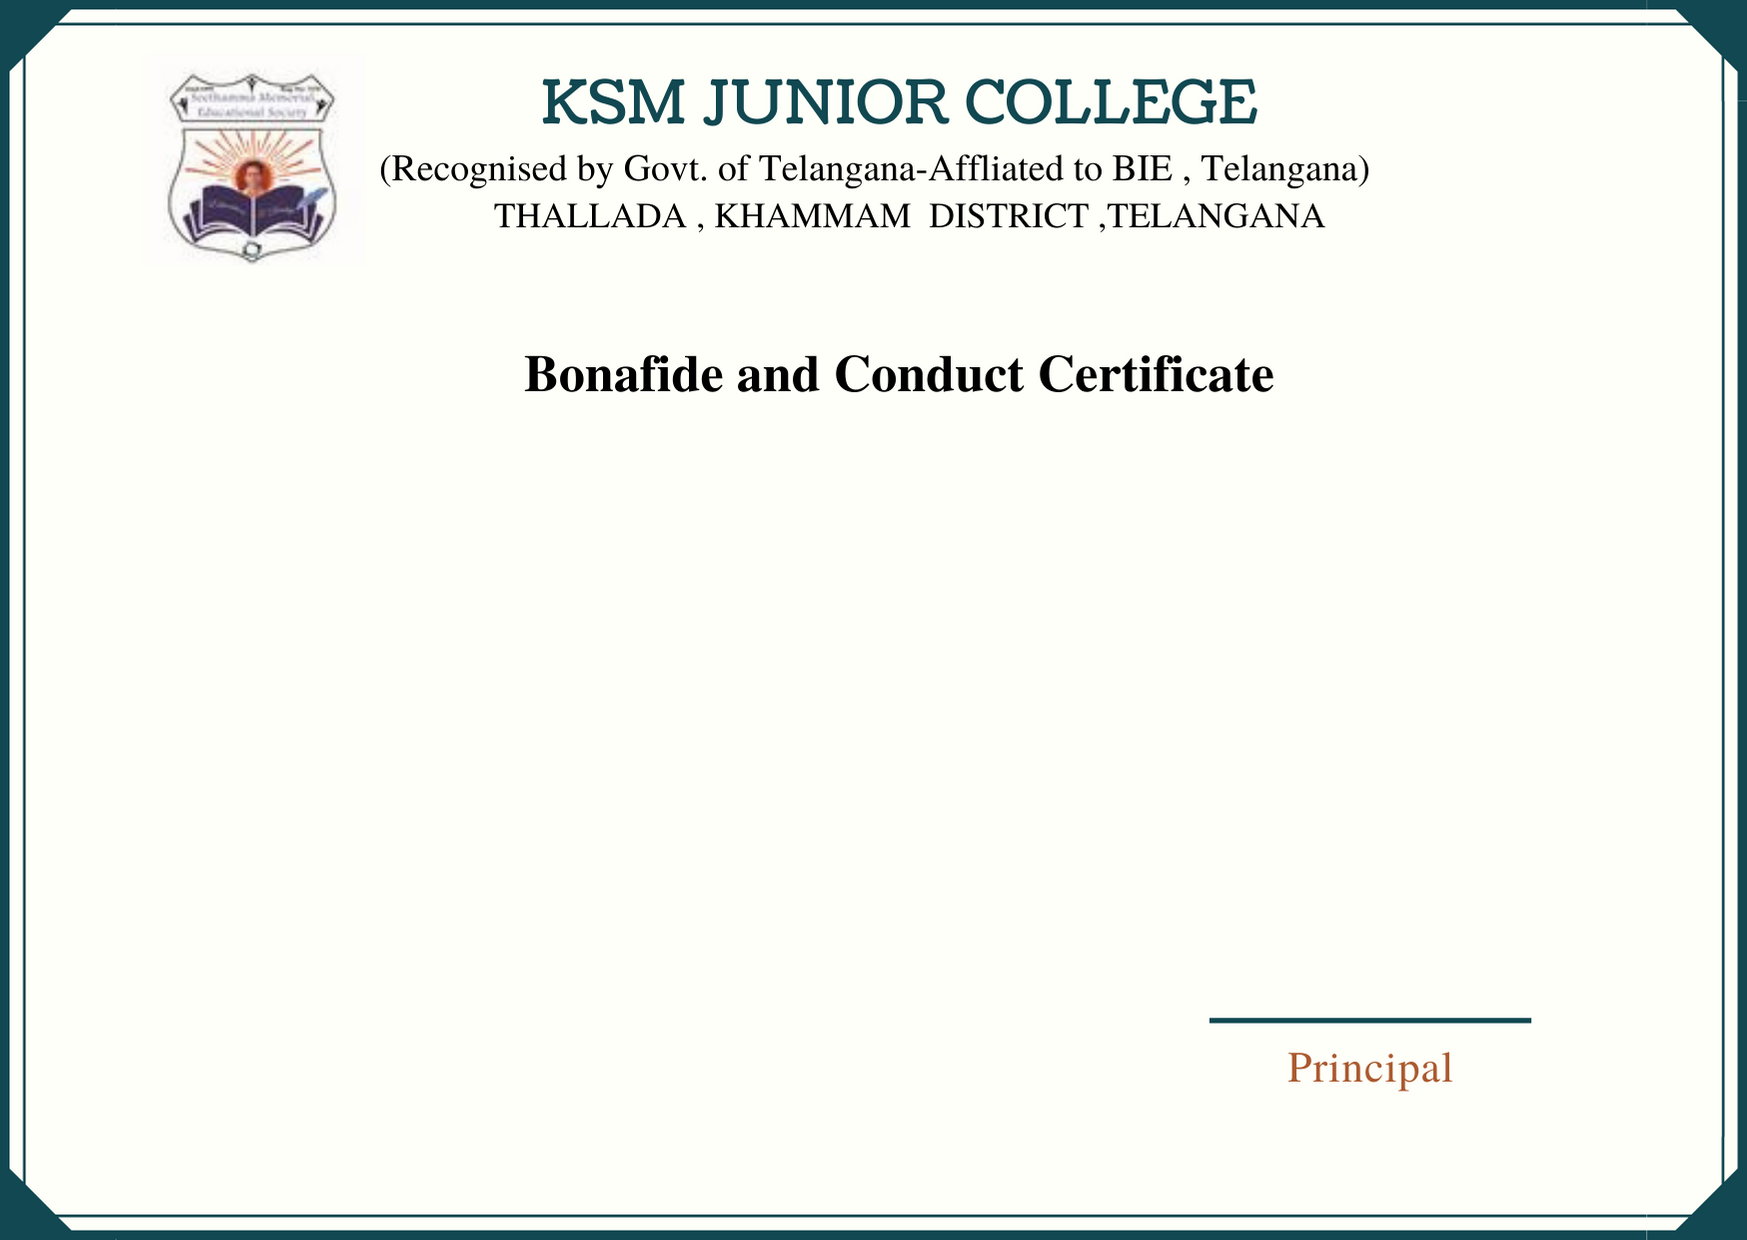 Seethamma Memorial
Educational Society
KSM JUNIOR COLLEGE
(Recognised by Govt. of Telangana-Affliated to BIE , Telangana)
THALLADA , KHAMMAM DISTRICT ,TELANGANA
Bonafide and Conduct Certificate
Principal